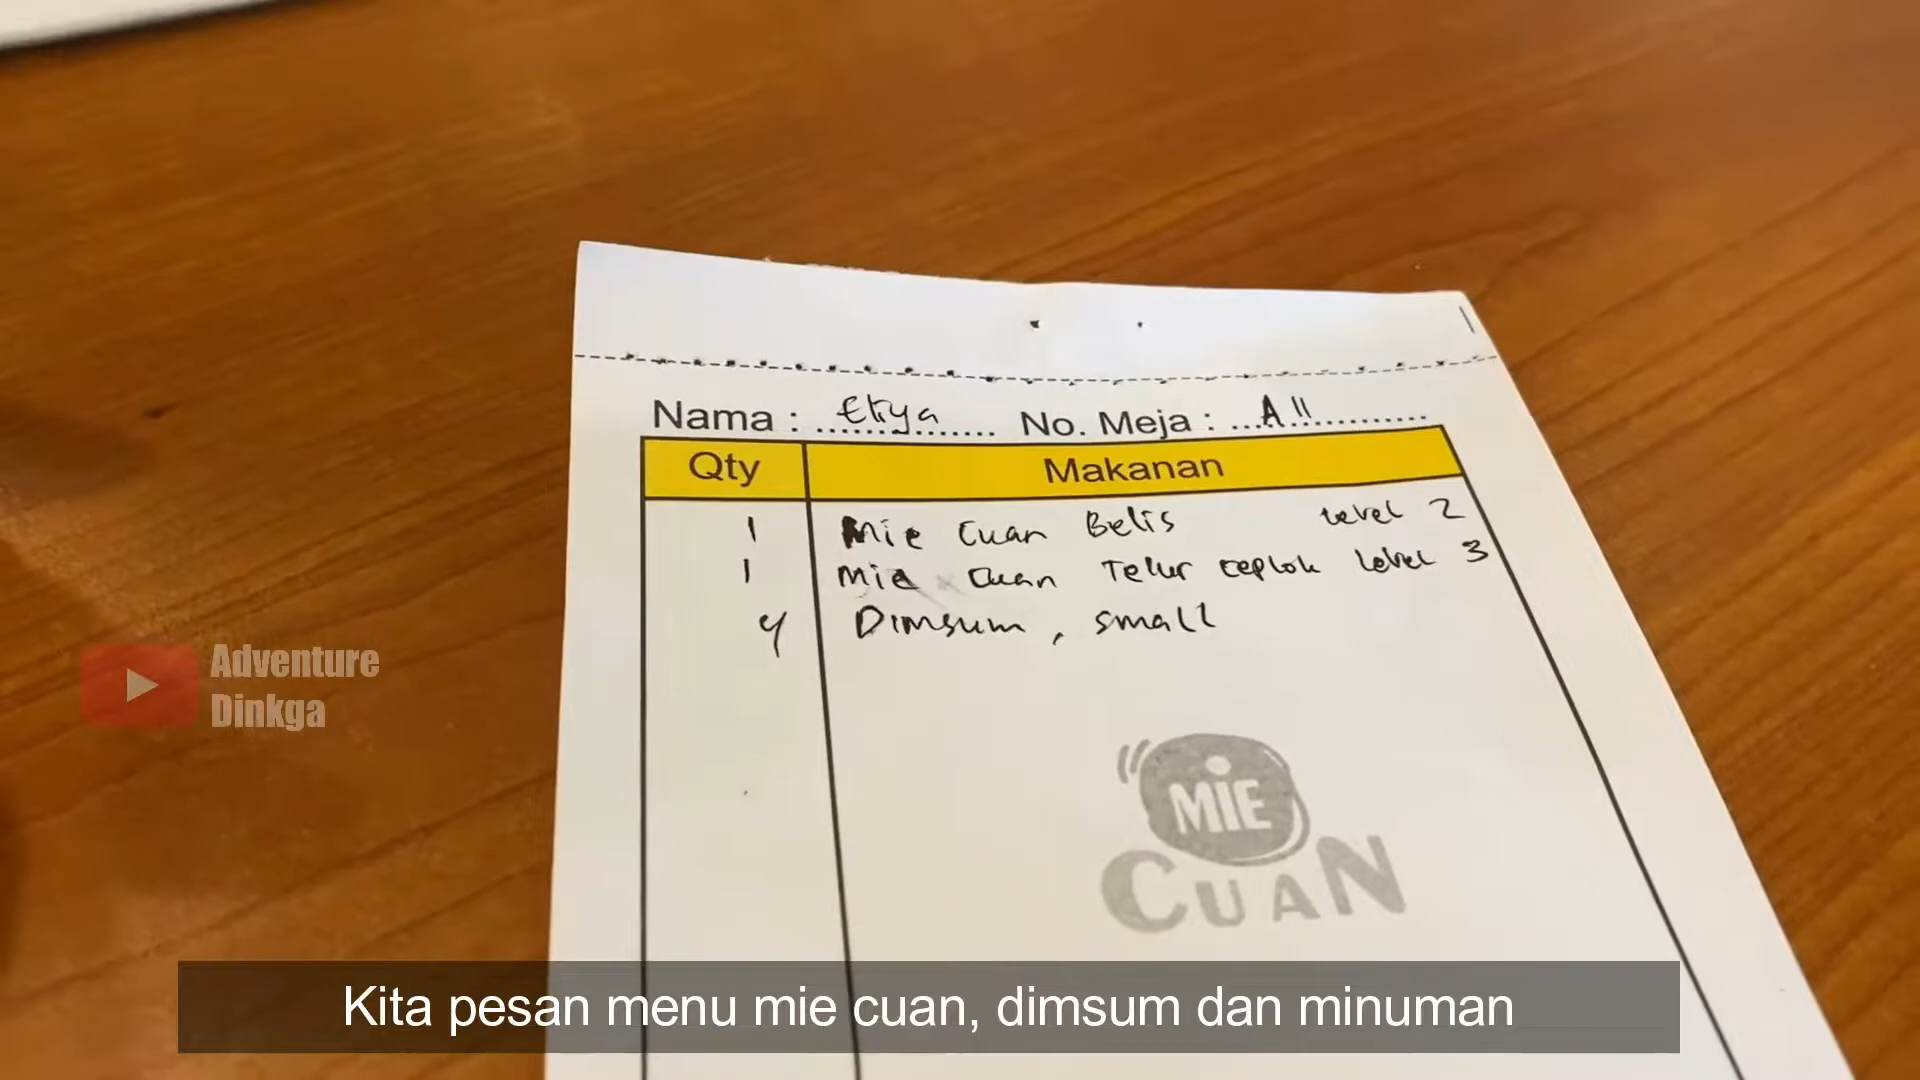 Nama : Etiya No. Meja : A11
Qty Makanan
1 Mie Cuan Belis Level 2
1 Mie Cuan Telur ceplok level 3
4 Dimsum, small
Adventure
Dinkga
MIE
CUAN
Kita pesan menu mie cuan, dimsum dan minuman